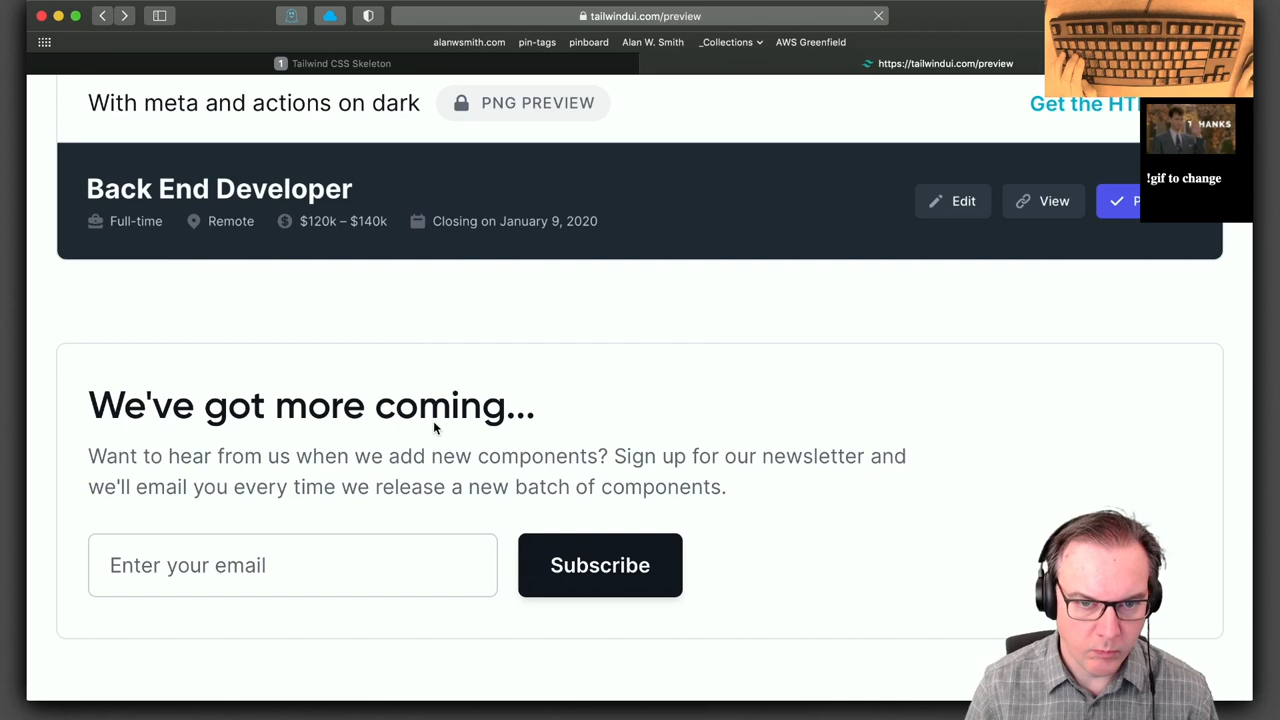 tailwindui.com/preview
alanwsmith.com pin-tags pinboard Alan W. Smith _Collections AWS Greenfield
1 Tailwind CSS Skeleton
https://tailwindui.com/preview
With meta and actions on dark
PNG PREVIEW
Get the
HANKS
!gif to change
Back End Developer
Edit
View
Full-time
Remote
$120k – $140k
Closing on January 9, 2020
We've got more coming...
Want to hear from us when we add new components? Sign up for our newsletter and
we'll email you every time we release a new batch of components.
Enter your email
Subscribe